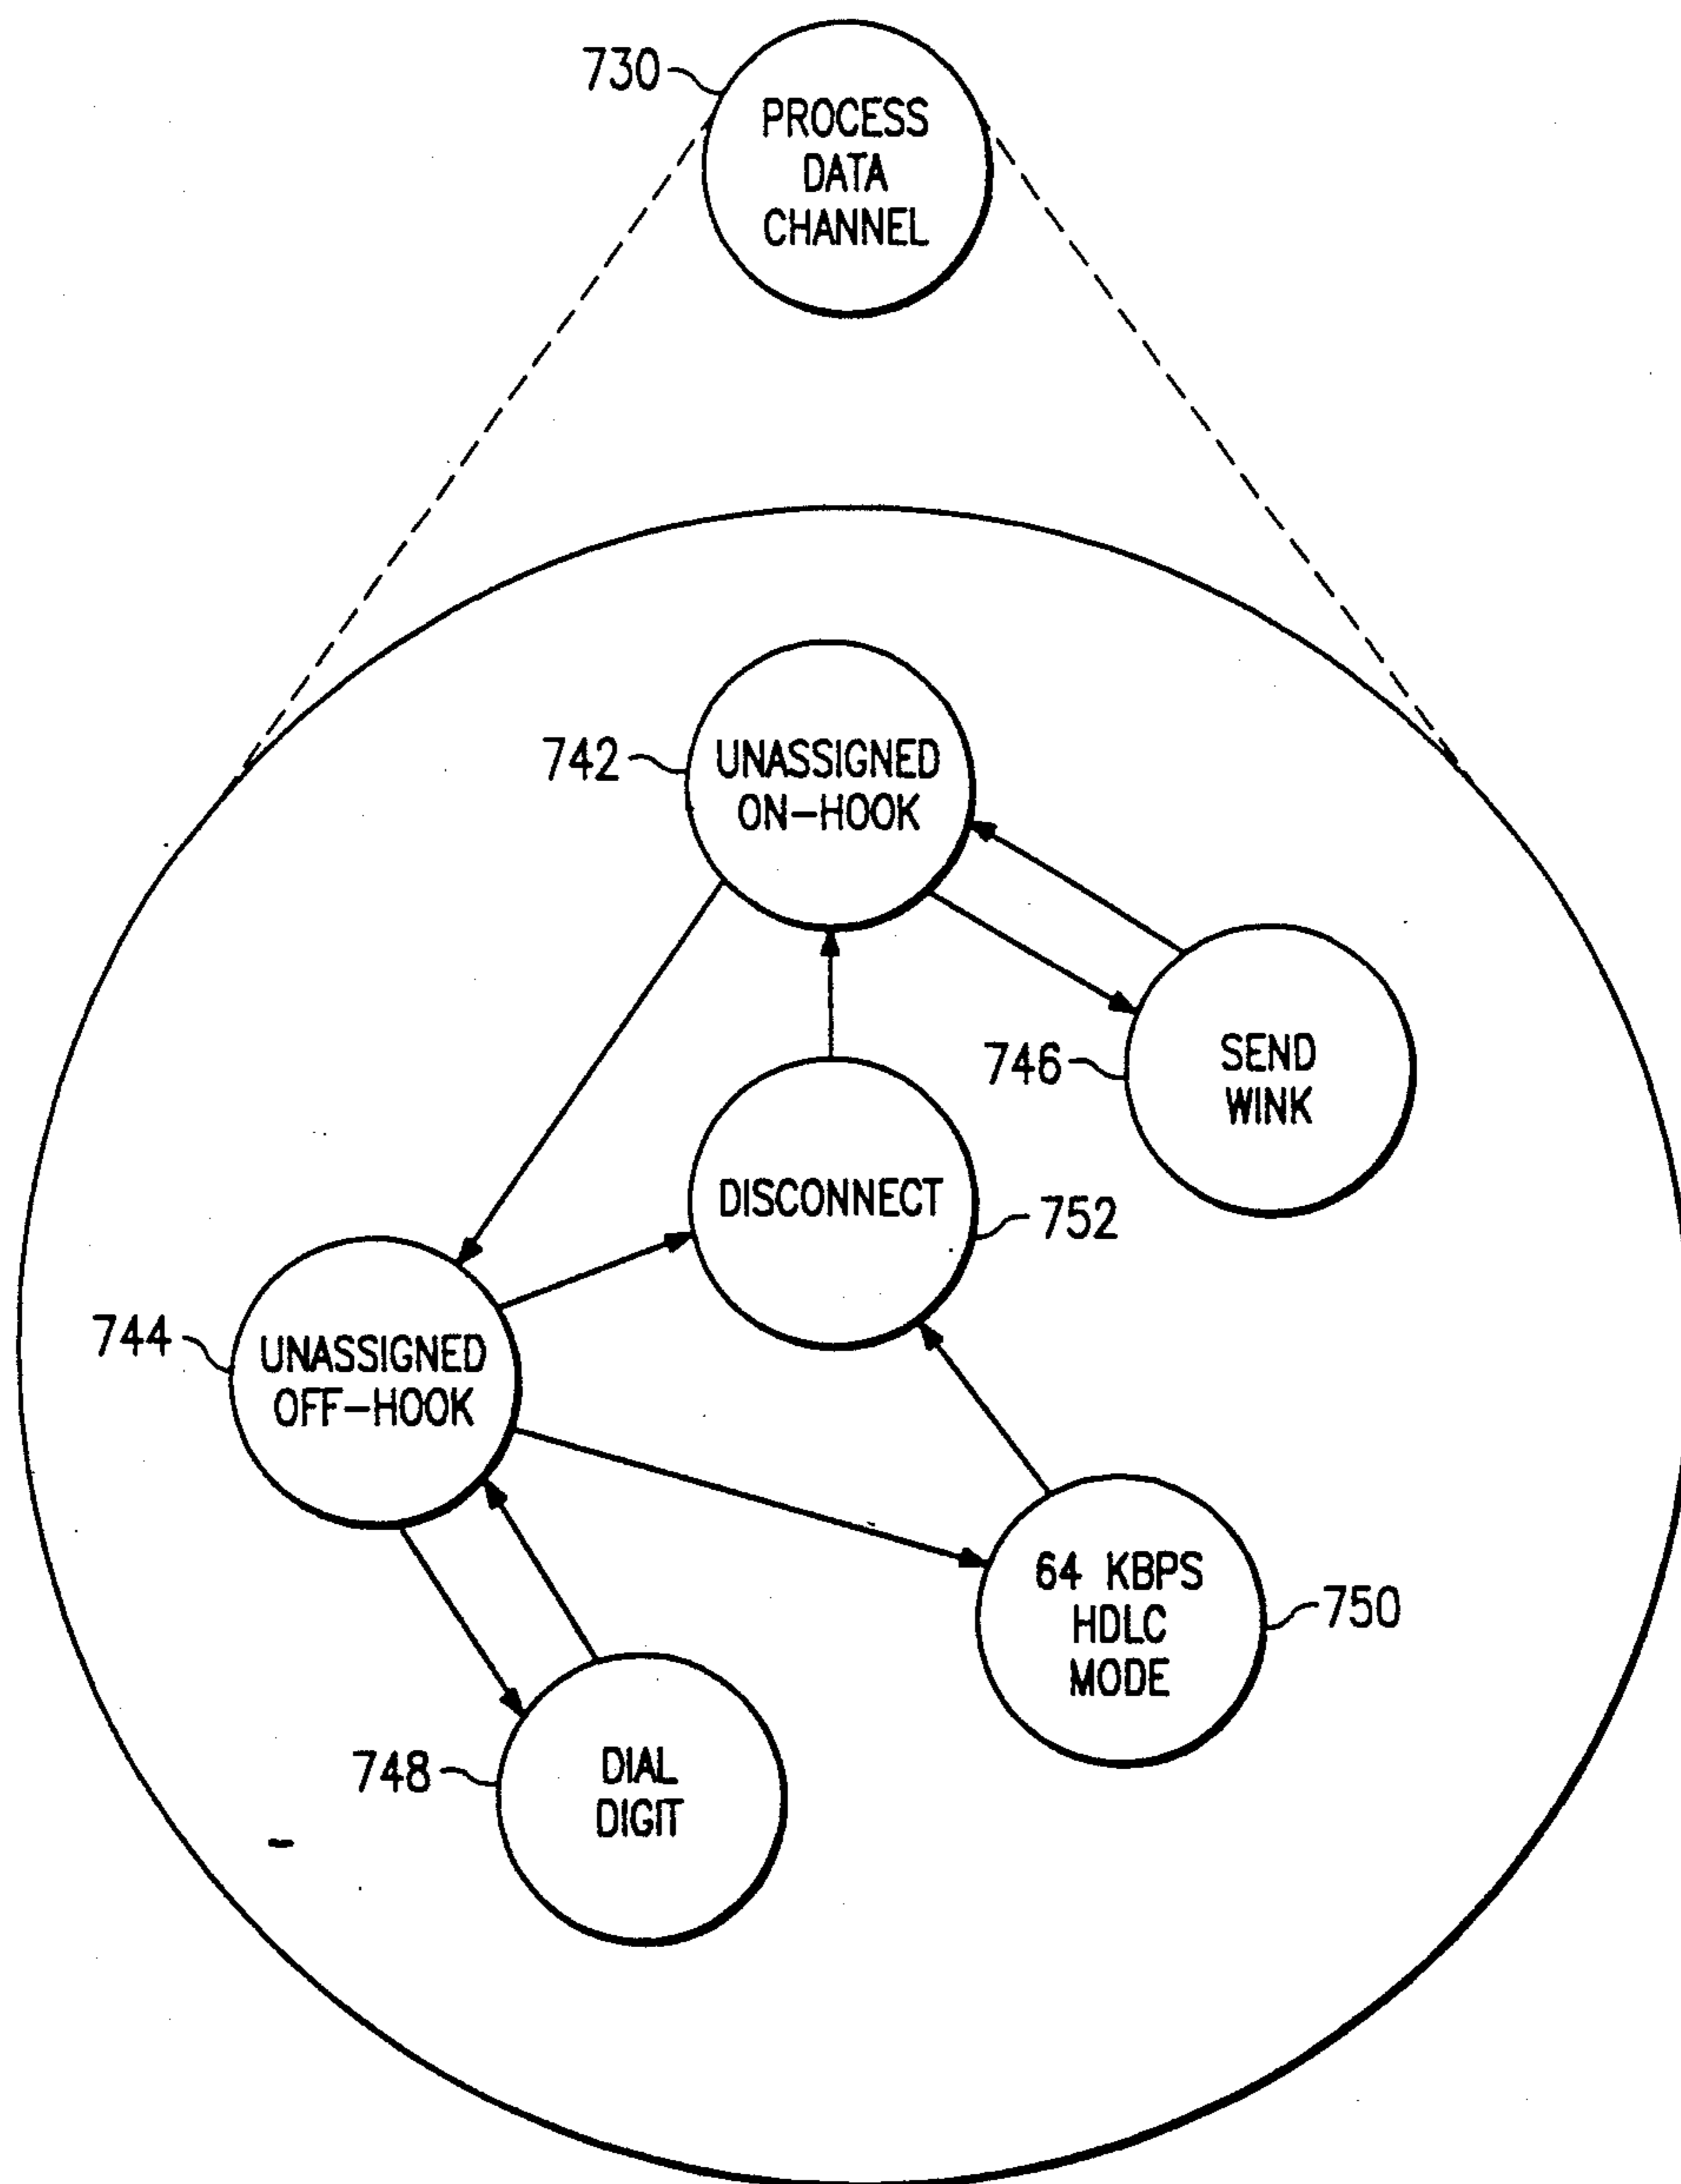 730
PROCESS
DATA
CHANNEL
742
UNASSIGNED
ON-HOOK
746
SEND
WINK
DISCONNECT
752
744
UNASSIGNED
OFF-HOOK
64 KBPS
HDLC
MODE
750
748
DIAL
DIGIT